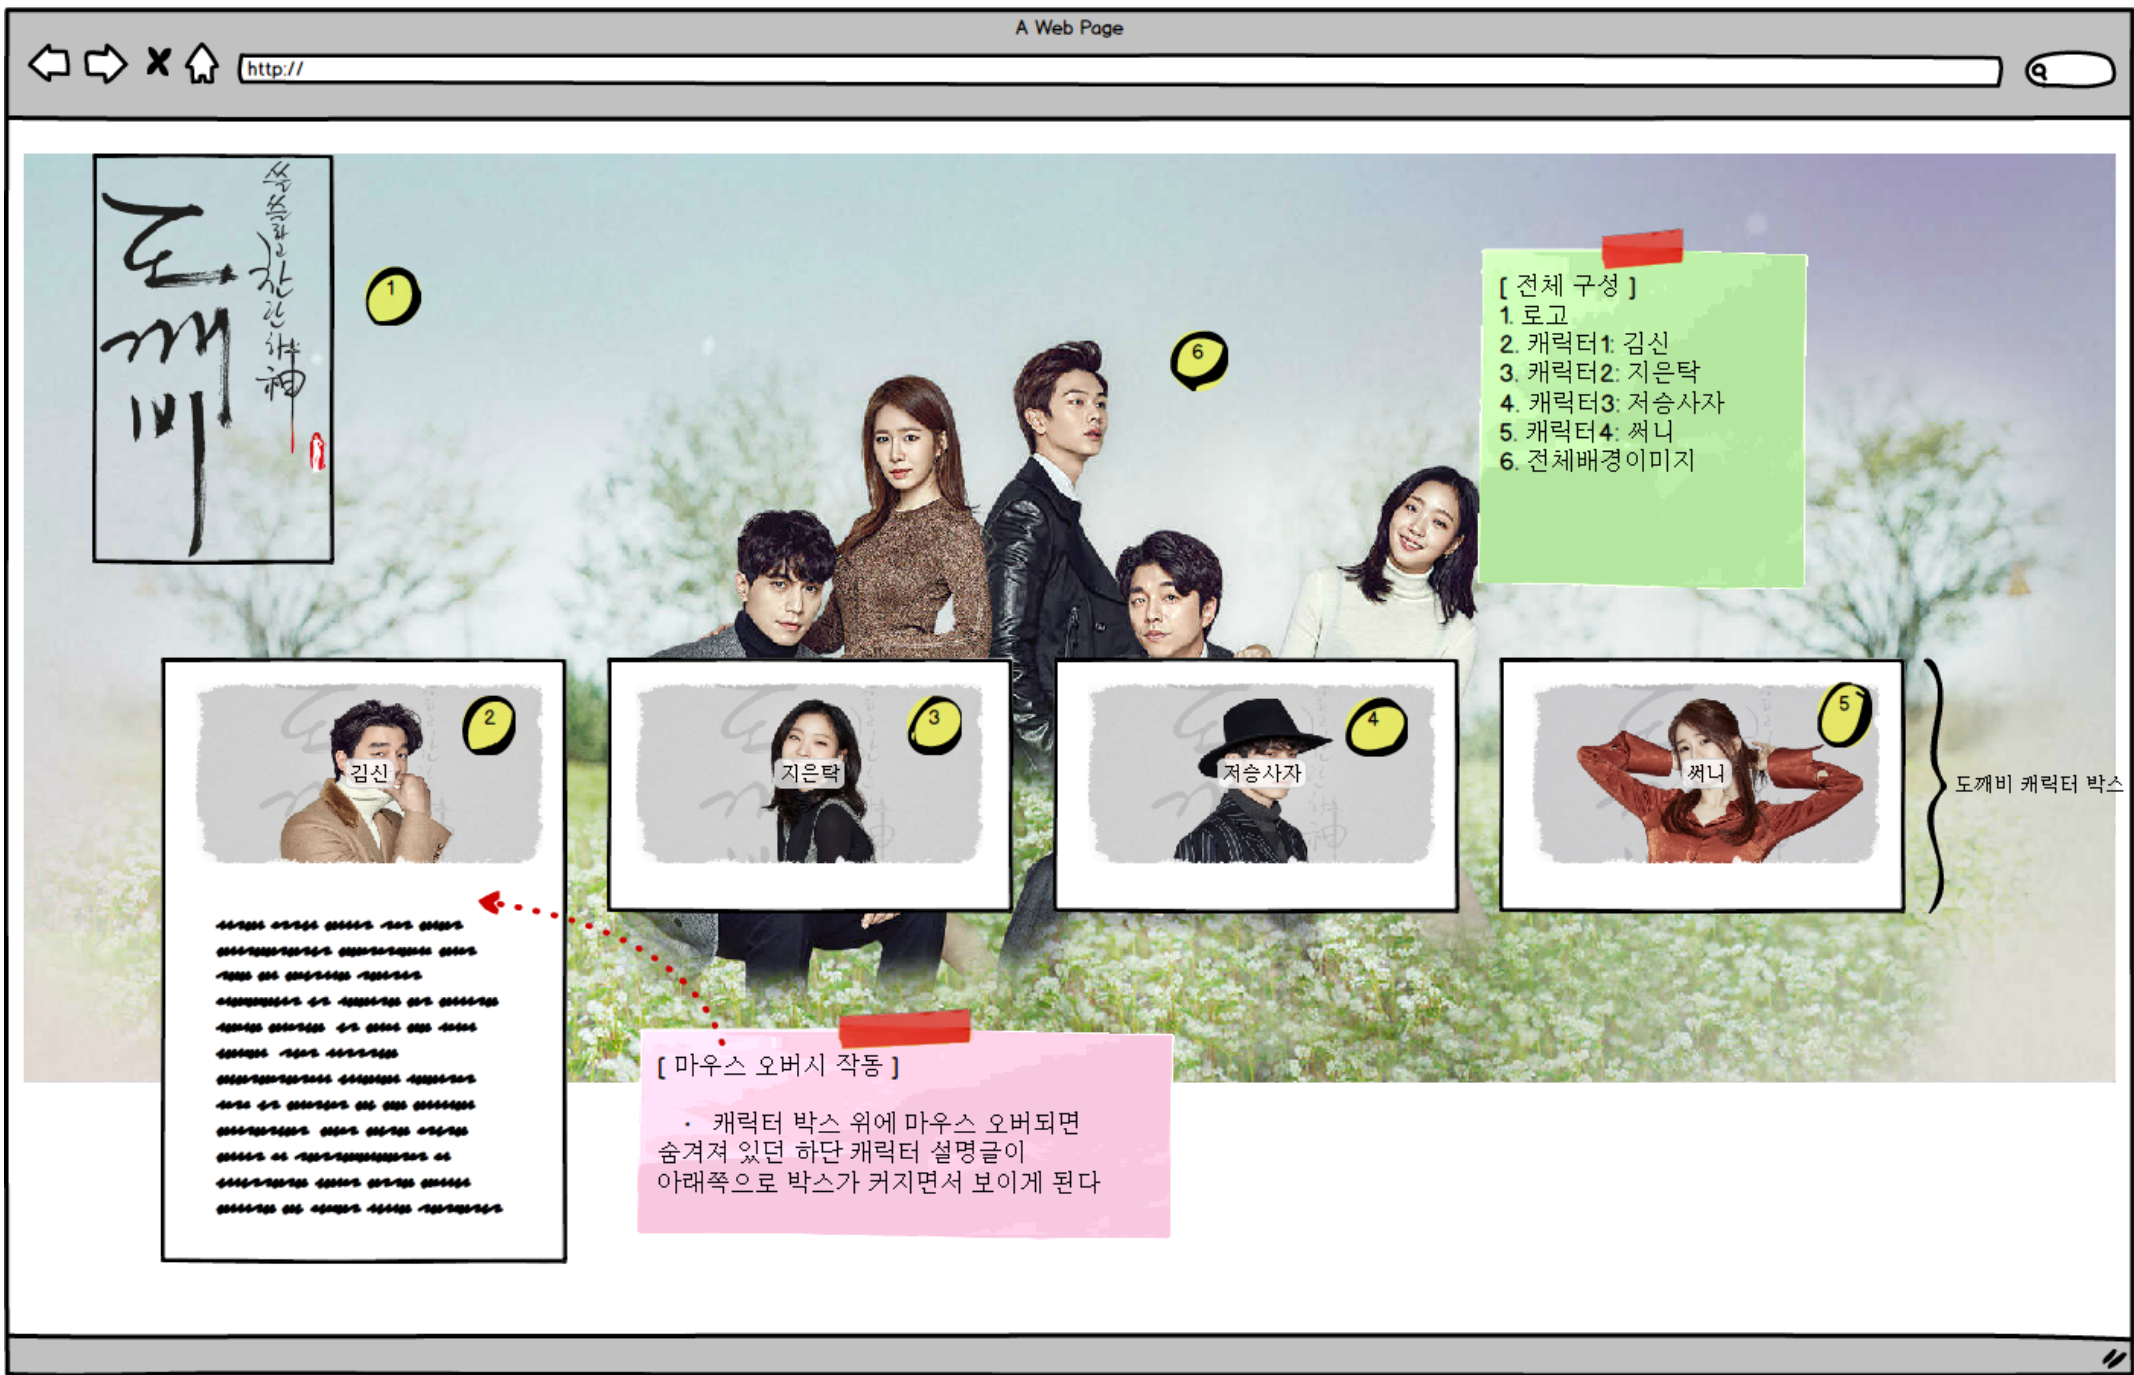 A Web Page
http://
도깨비
쓸쓸하고 찬란하神
1
6
[ 전체 구성 ]
1. 로고
2. 캐릭터1: 김신
3. 캐릭터2: 지은탁
4. 캐릭터3: 저승사자
5. 캐릭터4: 써니
6. 전체배경이미지
2
김신
3
지은탁
4
저승사자
5
써니
도깨비 캐릭터 박스
[ 마우스 오버시 작동 ]
• 캐릭터 박스 위에 마우스 오버되면
숨겨져 있던 하단 캐릭터 설명글이
아래쪽으로 박스가 커지면서 보이게 된다